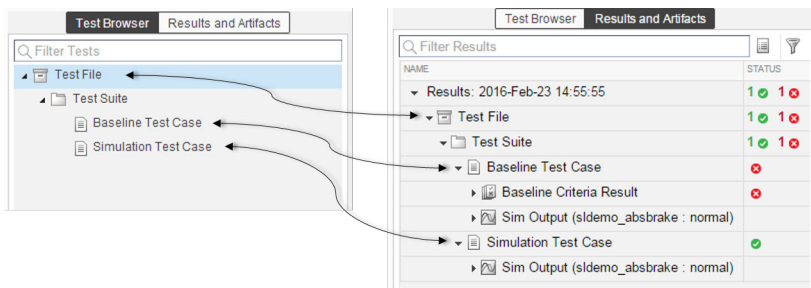 Test Browser Results and Artifacts
Filter Tests
Test File
Test Suite
Baseline Test Case
Simulation Test Case
Test Browser Results and Artifacts
Filter Results
NAME STATUS
Results: 2016-Feb-23 14:55:55 1 1
Test File 1 1
Test Suite 1 1
Baseline Test Case
Baseline Criteria Result
Sim Output (sldemo_absbrake : normal)
Simulation Test Case
Sim Output (sldemo_absbrake : normal)